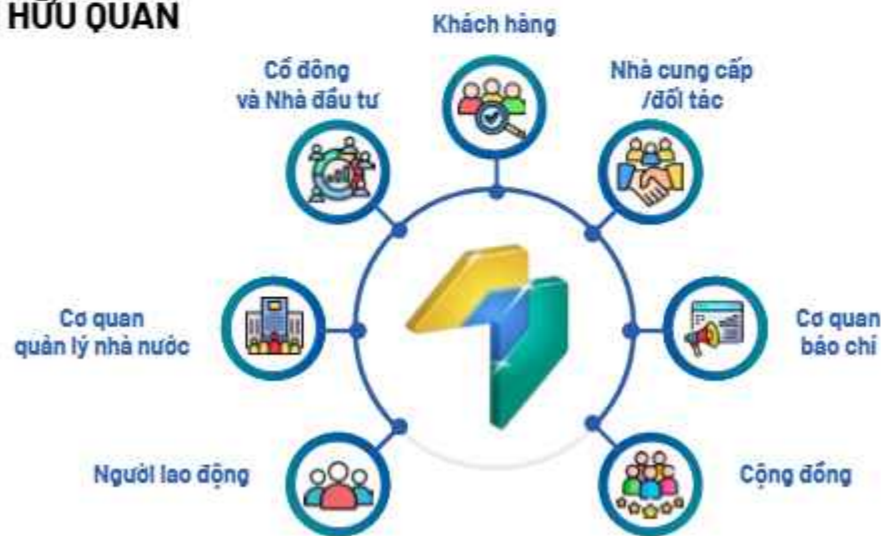 HỮU QUAN
Khách hàng
Cổ đông
và Nhà đầu tư
Nhà cung cấp
/đối tác
Cơ quan
quản lý nhà nước
Cơ quan
báo chí
Người lao động
Cộng đồng